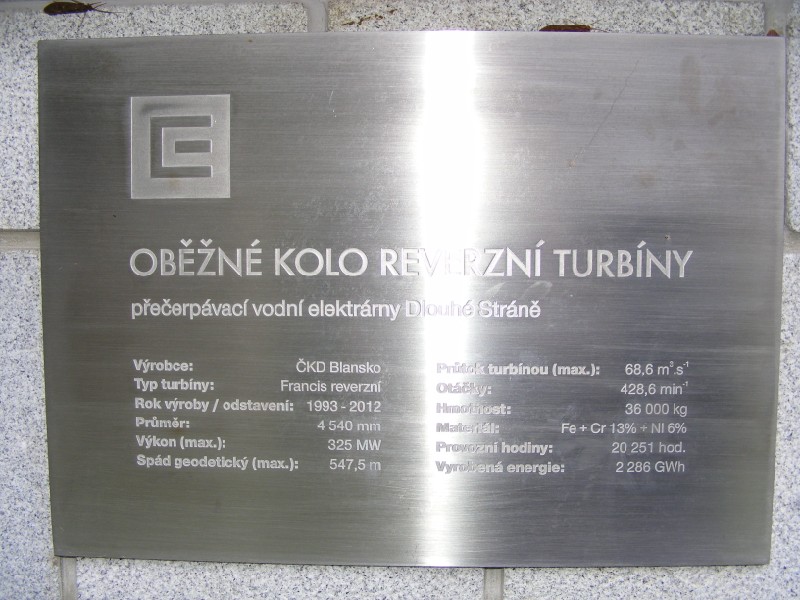 OBĚŽNÉ KOLO REVERZNÍ TURBÍNY
přečerpávací vodní elektrárny Dlouhé Stráně
Výrobce: ČKD Blansko
Typ turbíny: Francis reverzní
Rok výroby / odstavení: 1993 - 2012
Průměr: 4 540 mm
Výkon (max.): 325 MW
Spád geodetický (max.): 547,5 m
Průtok turbínou (max.): 68,6 m³.s⁻¹
Otáčky: 428,6 min⁻¹
Hmotnost: 36 000 kg
Materiál: Fe + Cr 13% + NI 6%
Provozní hodiny: 20 251 hod.
Vyrobená energie: 2 286 GWh